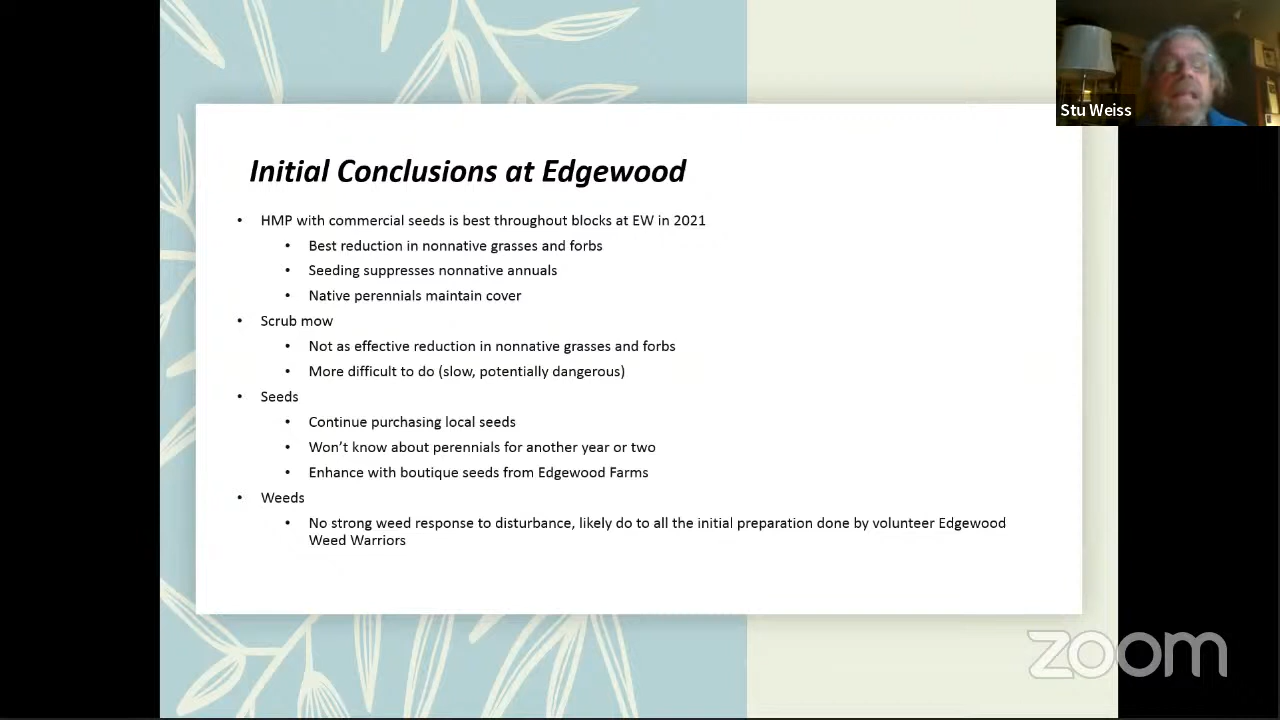 Stu Weiss
Initial Conclusions at Edgewood
• HMP with commercial seeds is best throughout blocks at EW in 2021
• Best reduction in nonnative grasses and forbs
• Seeding suppresses nonnative annuals
• Native perennials maintain cover
• Scrub mow
• Not as effective reduction in nonnative grasses and forbs
• More difficult to do (slow, potentially dangerous)
• Seeds
• Continue purchasing local seeds
• Won’t know about perennials for another year or two
• Enhance with boutique seeds from Edgewood Farms
• Weeds
• No strong weed response to disturbance, likely do to all the initial preparation done by volunteer Edgewood
Weed Warriors
zoom